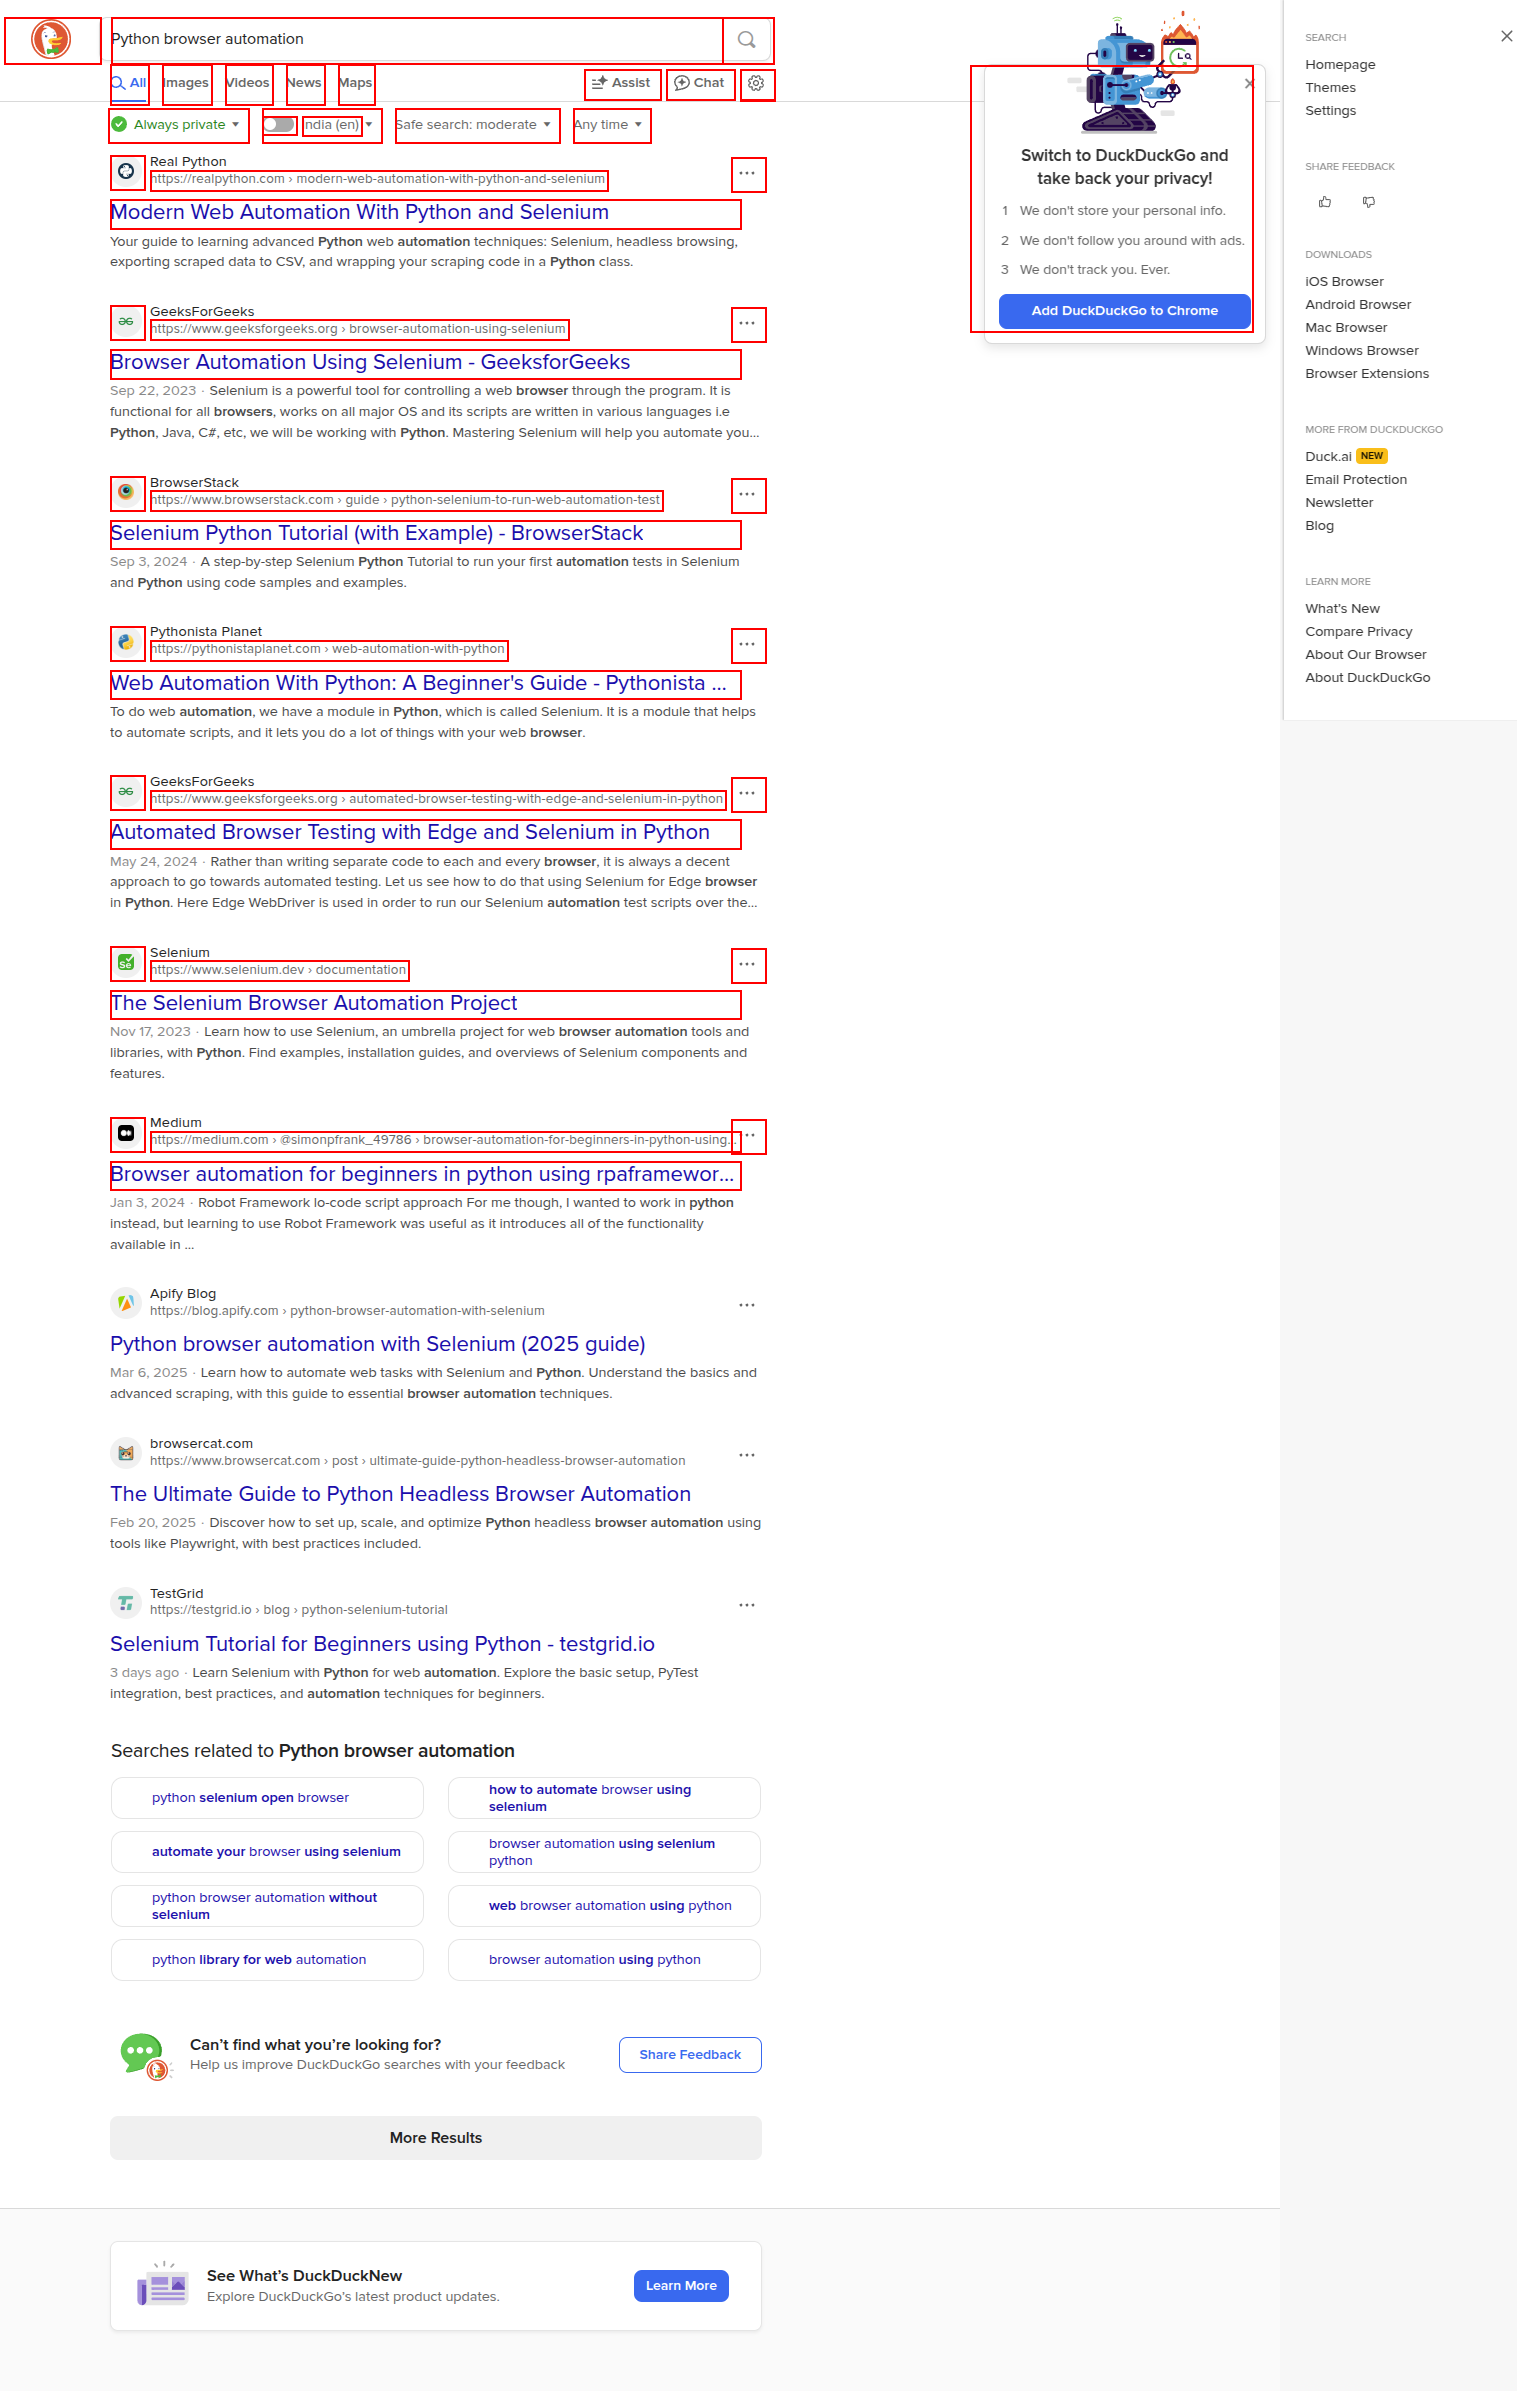 Python browser automation
All
Images
Videos
News
Maps
Assist
Chat
Always private
India (en)
Safe search: moderate
Any time
Real Python
https://realpython.com › modern-web-automation-with-python-and-selenium
Modern Web Automation With Python and Selenium
Your guide to learning advanced Python web automation techniques: Selenium, headless browsing,
exporting scraped data to CSV, and wrapping your scraping code in a Python class.
GeeksForGeeks
https://www.geeksforgeeks.org › browser-automation-using-selenium
Browser Automation Using Selenium - GeeksforGeeks
Sep 22, 2023 · Selenium is a powerful tool for controlling a web browser through the program. It is
functional for all browsers, works on all major OS and its scripts are written in various languages i.e
Python, Java, C#, etc, we will be working with Python. Mastering Selenium will help you automate you...
BrowserStack
https://www.browserstack.com › guide › python-selenium-to-run-web-automation-test
Selenium Python Tutorial (with Example) - BrowserStack
Sep 3, 2024 · A step-by-step Selenium Python Tutorial to run your first automation tests in Selenium
and Python using code samples and examples.
Pythonista Planet
https://pythonistaplanet.com › web-automation-with-python
Web Automation With Python: A Beginner's Guide - Pythonista ...
To do web automation, we have a module in Python, which is called Selenium. It is a module that helps
to automate scripts, and it lets you do a lot of things with your web browser.
GeeksForGeeks
https://www.geeksforgeeks.org › automated-browser-testing-with-edge-and-selenium-in-python
Automated Browser Testing with Edge and Selenium in Python
May 24, 2024 · Rather than writing separate code to each and every browser, it is always a decent
approach to go towards automated testing. Let us see how to do that using Selenium for Edge browser
in Python. Here Edge WebDriver is used in order to run our Selenium automation test scripts over the...
Selenium
https://www.selenium.dev › documentation
The Selenium Browser Automation Project
Nov 17, 2023 · Learn how to use Selenium, an umbrella project for web browser automation tools and
libraries, with Python. Find examples, installation guides, and overviews of Selenium components and
features.
Medium
https://medium.com › @simonpfrank_49786 › browser-automation-for-beginners-in-python-using...
Browser automation for beginners in python using rpaframewor...
Jan 3, 2024 · Robot Framework lo-code script approach For me though, I wanted to work in python
instead, but learning to use Robot Framework was useful as it introduces all of the functionality
available in ...
Apify Blog
https://blog.apify.com › python-browser-automation-with-selenium
Python browser automation with Selenium (2025 guide)
Mar 6, 2025 · Learn how to automate web tasks with Selenium and Python. Understand the basics and
advanced scraping, with this guide to essential browser automation techniques.
browsercat.com
https://www.browsercat.com › post › ultimate-guide-python-headless-browser-automation
The Ultimate Guide to Python Headless Browser Automation
Feb 20, 2025 · Discover how to set up, scale, and optimize Python headless browser automation using
tools like Playwright, with best practices included.
TestGrid
https://testgrid.io › blog › python-selenium-tutorial
Selenium Tutorial for Beginners using Python - testgrid.io
3 days ago · Learn Selenium with Python for web automation. Explore the basic setup, PyTest
integration, best practices, and automation techniques for beginners.
Searches related to Python browser automation
python selenium open browser
how to automate browser using
selenium
automate your browser using selenium
browser automation using selenium
python
python browser automation without
selenium
web browser automation using python
python library for web automation
browser automation using python
Can't find what you're looking for?
Help us improve DuckDuckGo searches with your feedback
Share Feedback
More Results
See What's DuckDuckNew
Explore DuckDuckGo's latest product updates.
Learn More
Switch to DuckDuckGo and
take back your privacy!
1 We don't store your personal info.
2 We don't follow you around with ads.
3 We don't track you. Ever.
Add DuckDuckGo to Chrome
SEARCH
Homepage
Themes
Settings
SHARE FEEDBACK
DOWNLOADS
iOS Browser
Android Browser
Mac Browser
Windows Browser
Browser Extensions
MORE FROM DUCKDUCKGO
Duck.ai NEW
Email Protection
Newsletter
Blog
LEARN MORE
What's New
Compare Privacy
About Our Browser
About DuckDuckGo